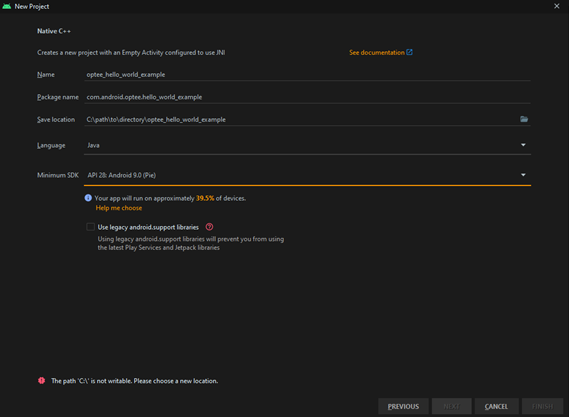 New Project
Native C++
Creates a new project with an Empty Activity configured to use JNI
See documentation
Name
optee_hello_world_example
Package name
com.android.optee.hello_world_example
Save location
C:\path\to\directory\optee_hello_world_example
Language
Java
Minimum SDK
API 28: Android 9.0 (Pie)
Your app will run on approximately 39.5% of devices.
Help me choose
Use legacy android.support libraries
Using legacy android.support libraries will prevent you from using
the latest Play Services and Jetpack libraries
The path 'C:\' is not writable. Please choose a new location.
PREVIOUS
NEXT
CANCEL
FINISH